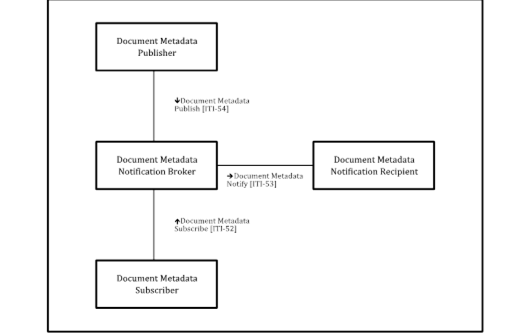 Document Metadata
Publisher
🡻Document Metadata
Publish [ITI-54]
Document Metadata
Notification Broker
Document Metadata
Notification Recipient
➔Document Metadata
Notify [ITI-53]
🡹Document Metadata
Subscribe [ITI-52]
Document Metadata
Subscriber